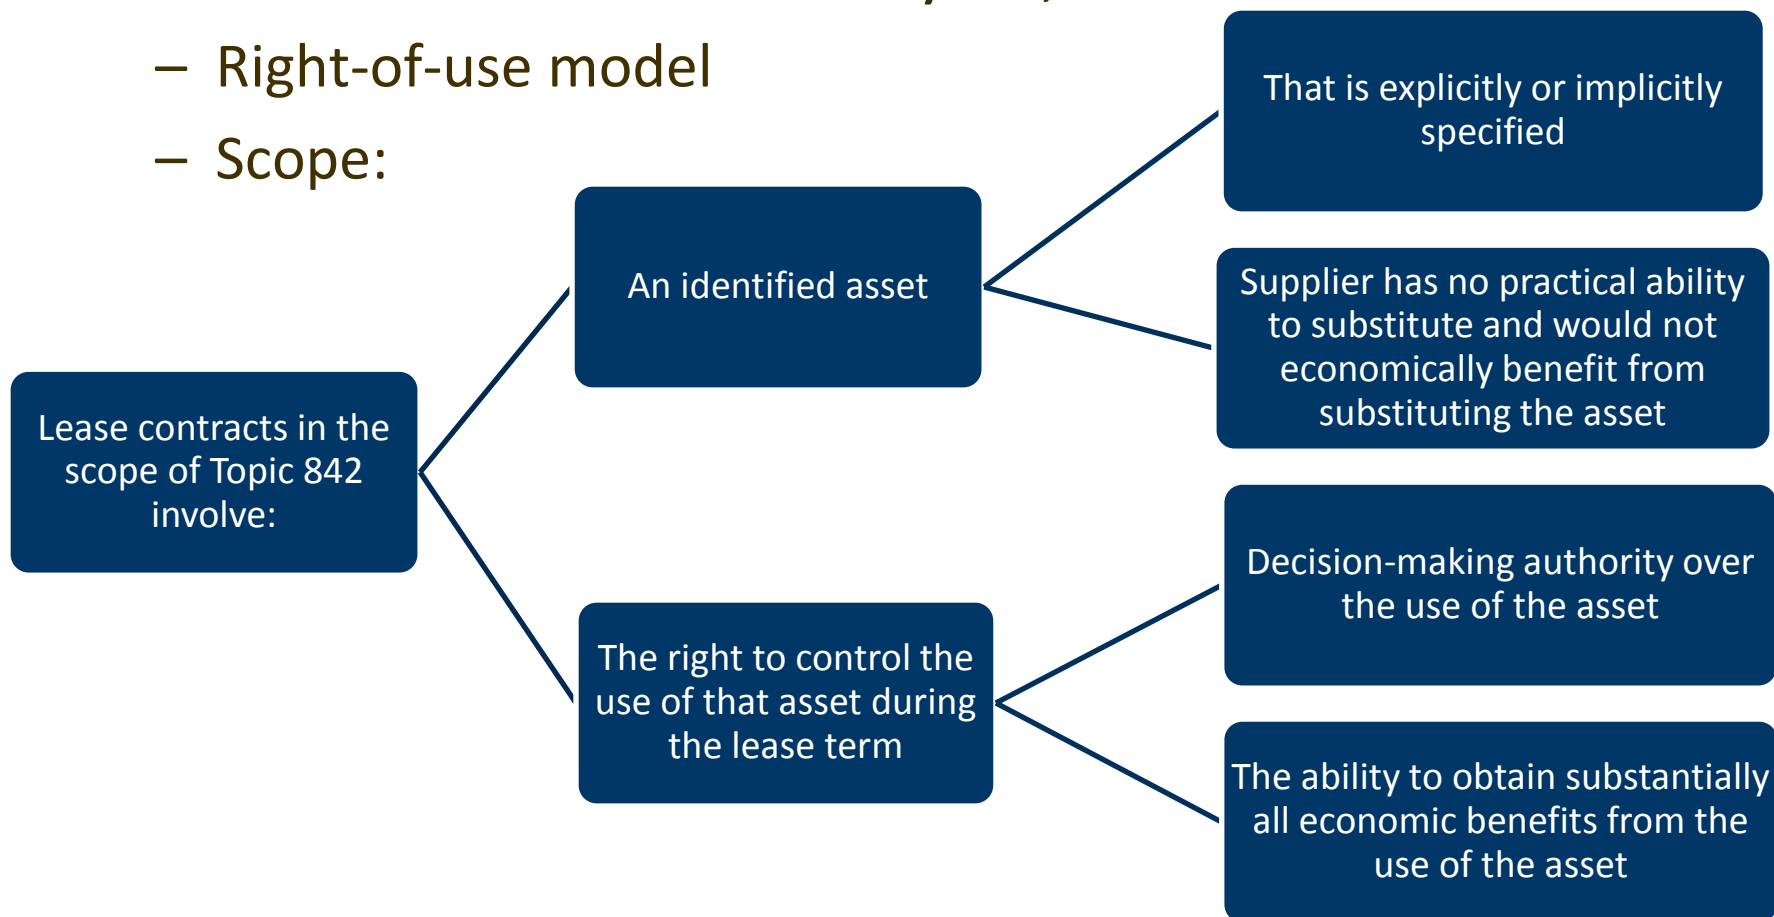 – Right-of-use model
– Scope:
Lease contracts in the
scope of Topic 842
involve:
An identified asset
That is explicitly or implicitly
specified
Supplier has no practical ability
to substitute and would not
economically benefit from
substituting the asset
The right to control the
use of that asset during
the lease term
Decision-making authority over
the use of the asset
The ability to obtain substantially
all economic benefits from the
use of the asset